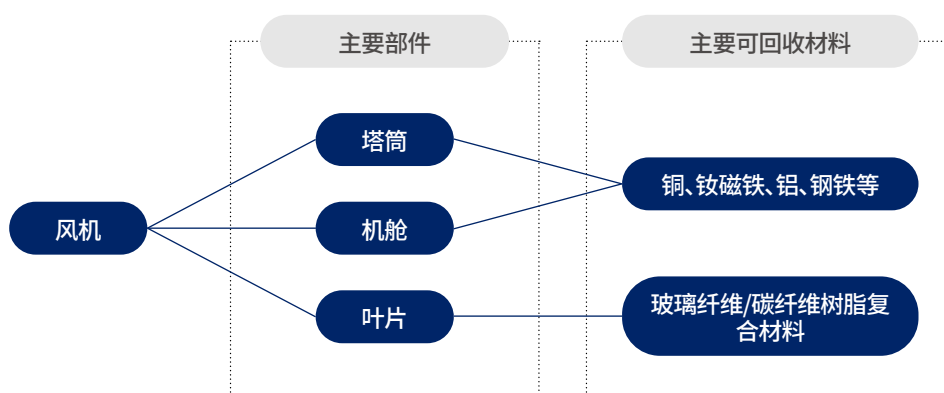 主要部件
主要可回收材料
塔筒
铜、钕磁铁、铝、钢铁等
风机
机舱
叶片
玻璃纤维/碳纤维树脂复
合材料